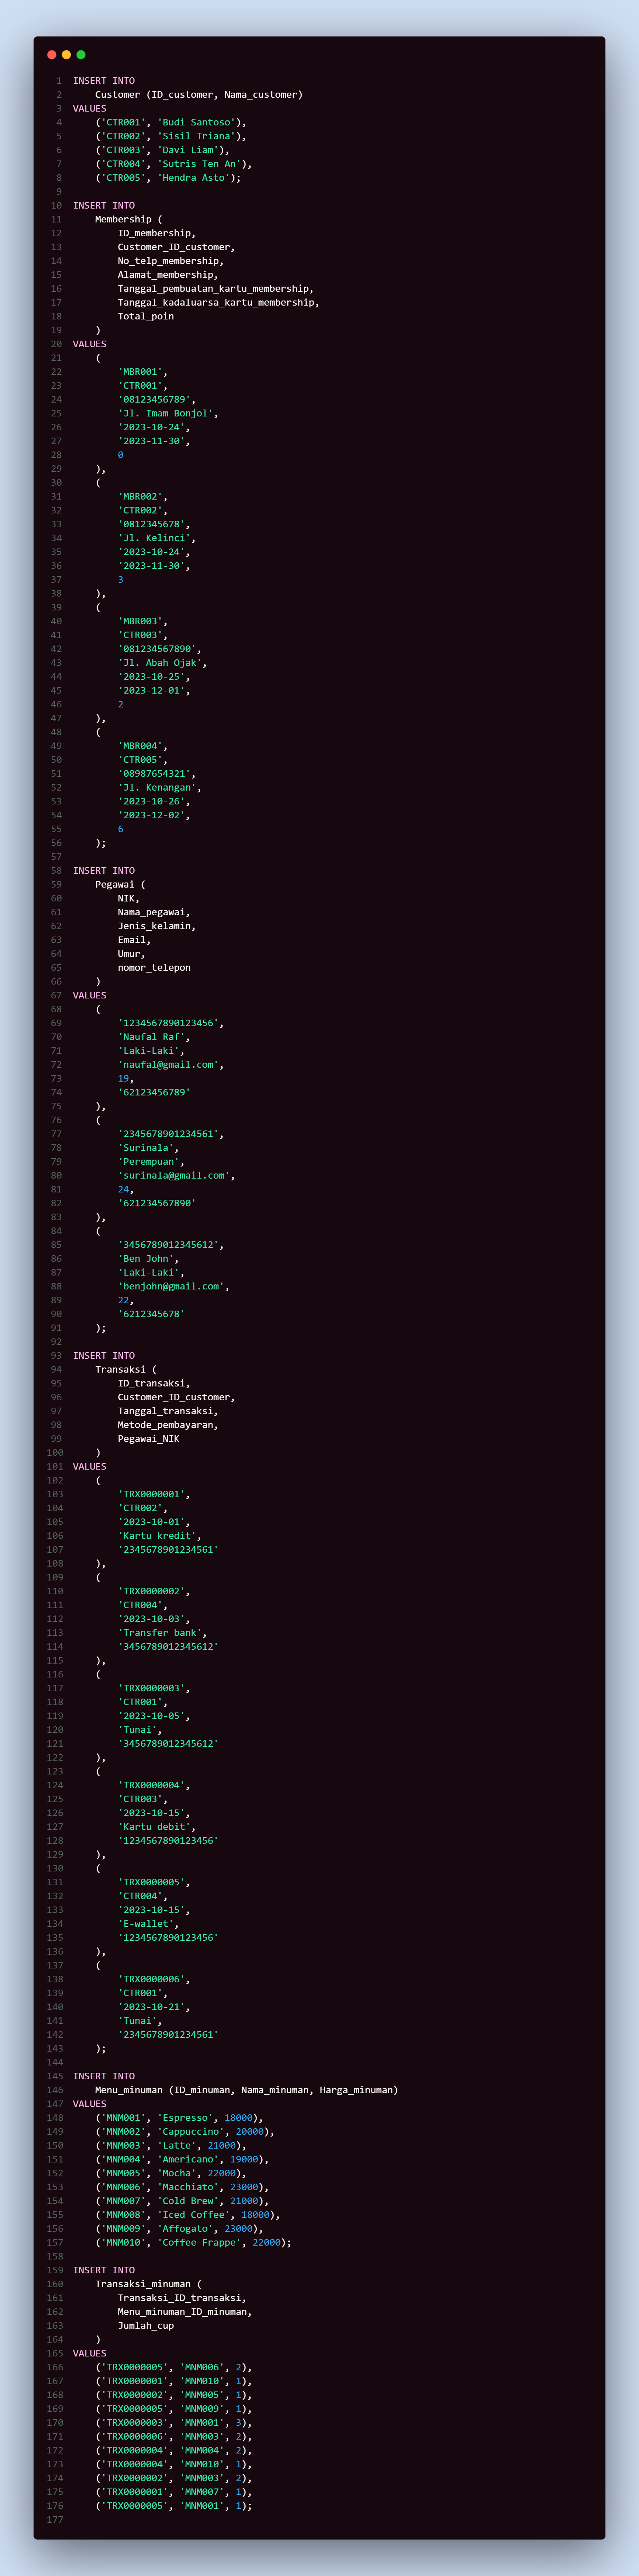 1 INSERT INTO
2     Customer (ID_customer, Nama_customer)
3 VALUES
4     ('CTR001', 'Budi Santoso'),
5     ('CTR002', 'Sisil Triana'),
6     ('CTR003', 'Davi Liam'),
7     ('CTR004', 'Sutris Ten An'),
8     ('CTR005', 'Hendra Asto');
9
10 INSERT INTO
11     Membership (
12         ID_membership,
13         Customer_ID_customer,
14         No_telp_membership,
15         Alamat_membership,
16         Tanggal_pembuatan_kartu_membership,
17         Tanggal_kadaluarsa_kartu_membership,
18         Total_poin
19     )
20 VALUES
21     (
22         'MBR001',
23         'CTR001',
24         '08123456789',
25         'Jl. Imam Bonjol',
26         '2023-10-24',
27         '2023-11-30',
28         0
29     ),
30     (
31         'MBR002',
32         'CTR002',
33         '0812345678',
34         'Jl. Kelinci',
35         '2023-10-24',
36         '2023-11-30',
37         3
38     ),
39     (
40         'MBR003',
41         'CTR003',
42         '081234567890',
43         'Jl. Abah Ojak',
44         '2023-10-25',
45         '2023-12-01',
46         2
47     ),
48     (
49         'MBR004',
50         'CTR005',
51         '08987654321',
52         'Jl. Kenangan',
53         '2023-10-26',
54         '2023-12-02',
55         6
56     );
57
58 INSERT INTO
59     Pegawai (
60         NIK,
61         Nama_pegawai,
62         Jenis_kelamin,
63         Email,
64         Umur,
65         nomor_telepon
66     )
67 VALUES
68     (
69         '1234567890123456',
70         'Naufal Raf',
71         'Laki-Laki',
72         'naufal@gmail.com',
73         19,
74         '62123456789'
75     ),
76     (
77         '2345678901234561',
78         'Surinala',
79         'Perempuan',
80         'surinala@gmail.com',
81         24,
82         '621234567890'
83     ),
84     (
85         '3456789012345612',
86         'Ben John',
87         'Laki-Laki',
88         'benjohn@gmail.com',
89         22,
90         '6212345678'
91     );
92
93 INSERT INTO
94     Transaksi (
95         ID_transaksi,
96         Customer_ID_customer,
97         Tanggal_transaksi,
98         Metode_pembayaran,
99         Pegawai_NIK
100     )
101 VALUES
102     (
103         'TRX0000001',
104         'CTR002',
105         '2023-10-01',
106         'Kartu kredit',
107         '2345678901234561'
108     ),
109     (
110         'TRX0000002',
111         'CTR004',
112         '2023-10-03',
113         'Transfer bank',
114         '3456789012345612'
115     ),
116     (
117         'TRX0000003',
118         'CTR001',
119         '2023-10-05',
120         'Tunai',
121         '3456789012345612'
122     ),
123     (
124         'TRX0000004',
125         'CTR003',
126         '2023-10-15',
127         'Kartu debit',
128         '1234567890123456'
129     ),
130     (
131         'TRX0000005',
132         'CTR004',
133         '2023-10-15',
134         'E-wallet',
135         '1234567890123456'
136     ),
137     (
138         'TRX0000006',
139         'CTR001',
140         '2023-10-21',
141         'Tunai',
142         '2345678901234561'
143     );
144
145 INSERT INTO
146     Menu_minuman (ID_minuman, Nama_minuman, Harga_minuman)
147 VALUES
148     ('MNM001', 'Espresso', 18000),
149     ('MNM002', 'Cappuccino', 20000),
150     ('MNM003', 'Latte', 21000),
151     ('MNM004', 'Americano', 19000),
152     ('MNM005', 'Mocha', 22000),
153     ('MNM006', 'Macchiato', 23000),
154     ('MNM007', 'Cold Brew', 21000),
155     ('MNM008', 'Iced Coffee', 18000),
156     ('MNM009', 'Affogato', 23000),
157     ('MNM010', 'Coffee Frappe', 22000);
158
159 INSERT INTO
160     Transaksi_minuman (
161         Transaksi_ID_transaksi,
162         Menu_minuman_ID_minuman,
163         Jumlah_cup
164     )
165 VALUES
166     ('TRX0000005', 'MNM006', 2),
167     ('TRX0000001', 'MNM010', 1),
168     ('TRX0000002', 'MNM005', 1),
169     ('TRX0000005', 'MNM009', 1),
170     ('TRX0000003', 'MNM001', 3),
171     ('TRX0000006', 'MNM003', 2),
172     ('TRX0000004', 'MNM004', 2),
173     ('TRX0000004', 'MNM010', 1),
174     ('TRX0000002', 'MNM003', 2),
175     ('TRX0000001', 'MNM007', 1),
176     ('TRX0000005', 'MNM001', 1);
177